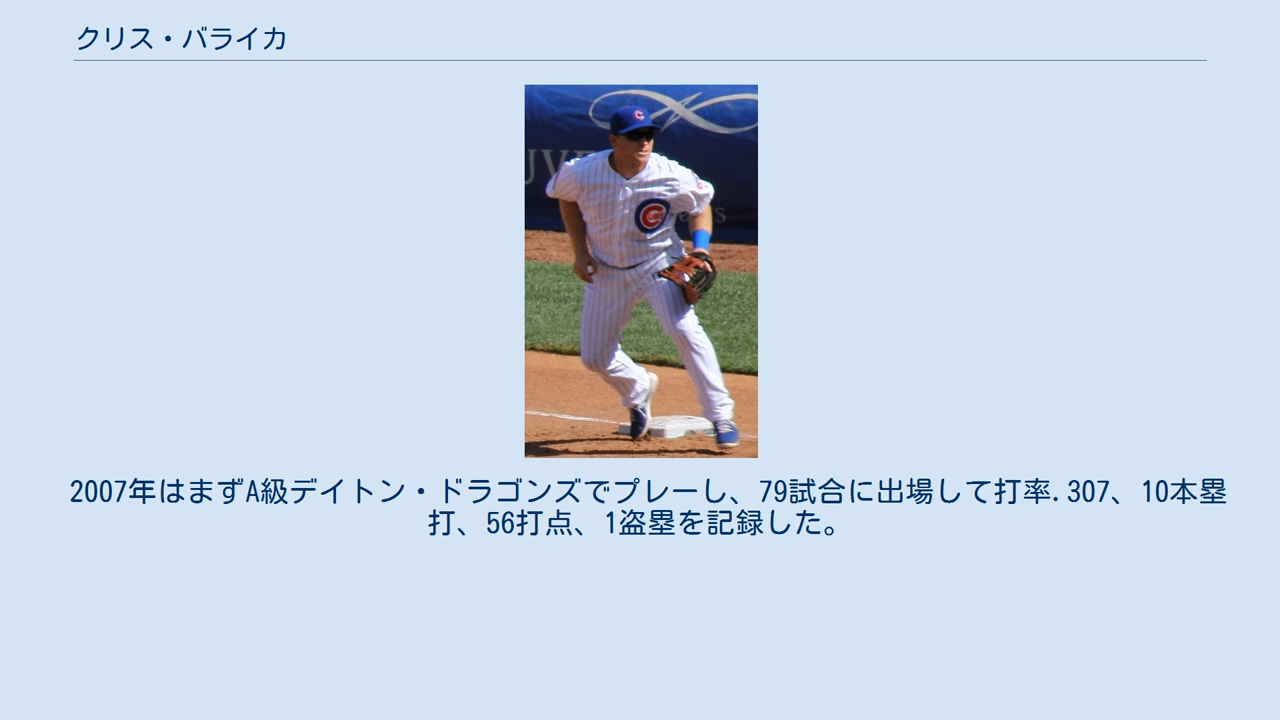 クリス・バライカ
UVE
CUBS
2007年はまずA級デイトン・ドラゴンズでプレーし、79試合に出場して打率.307、10本塁
打、56打点、1盗塁を記録した。